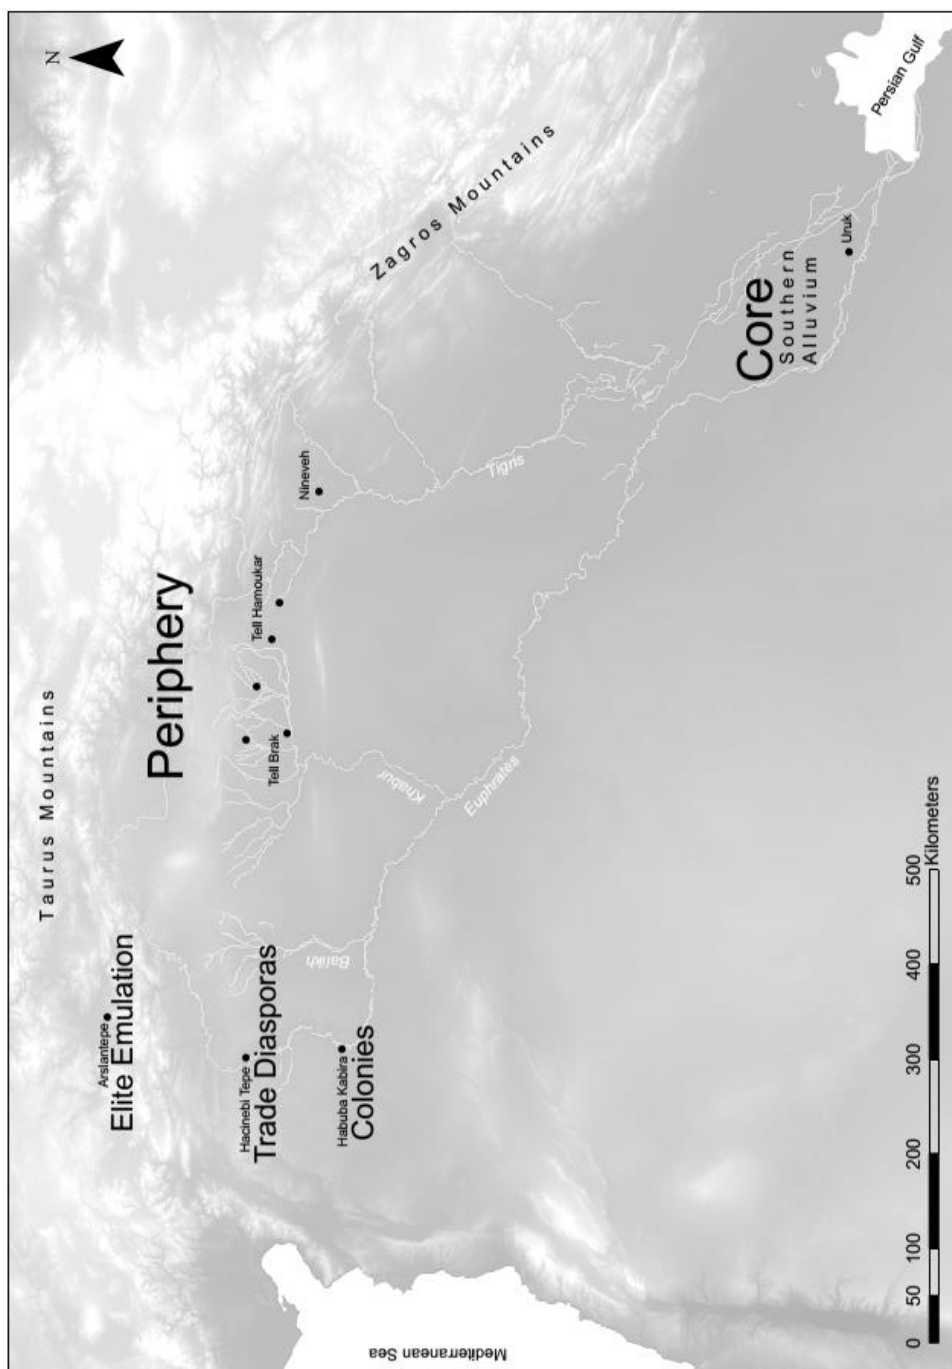 N
Taurus Mountains
Arslantepe
Elite Emulation
Periphery
Hacinebi Tepe
Trade Diasporas
Tell Brak
Tell Hamoukar
Nineveh
Zagros Mountains
Habuba Kabira
Colonies
Balikh
Khabur
Euphrates
Tigris
Mediterranean Sea
Core
Southern
Alluvium
Uruk
Persian Gulf
0 50 100 200 300 400 500
Kilometers